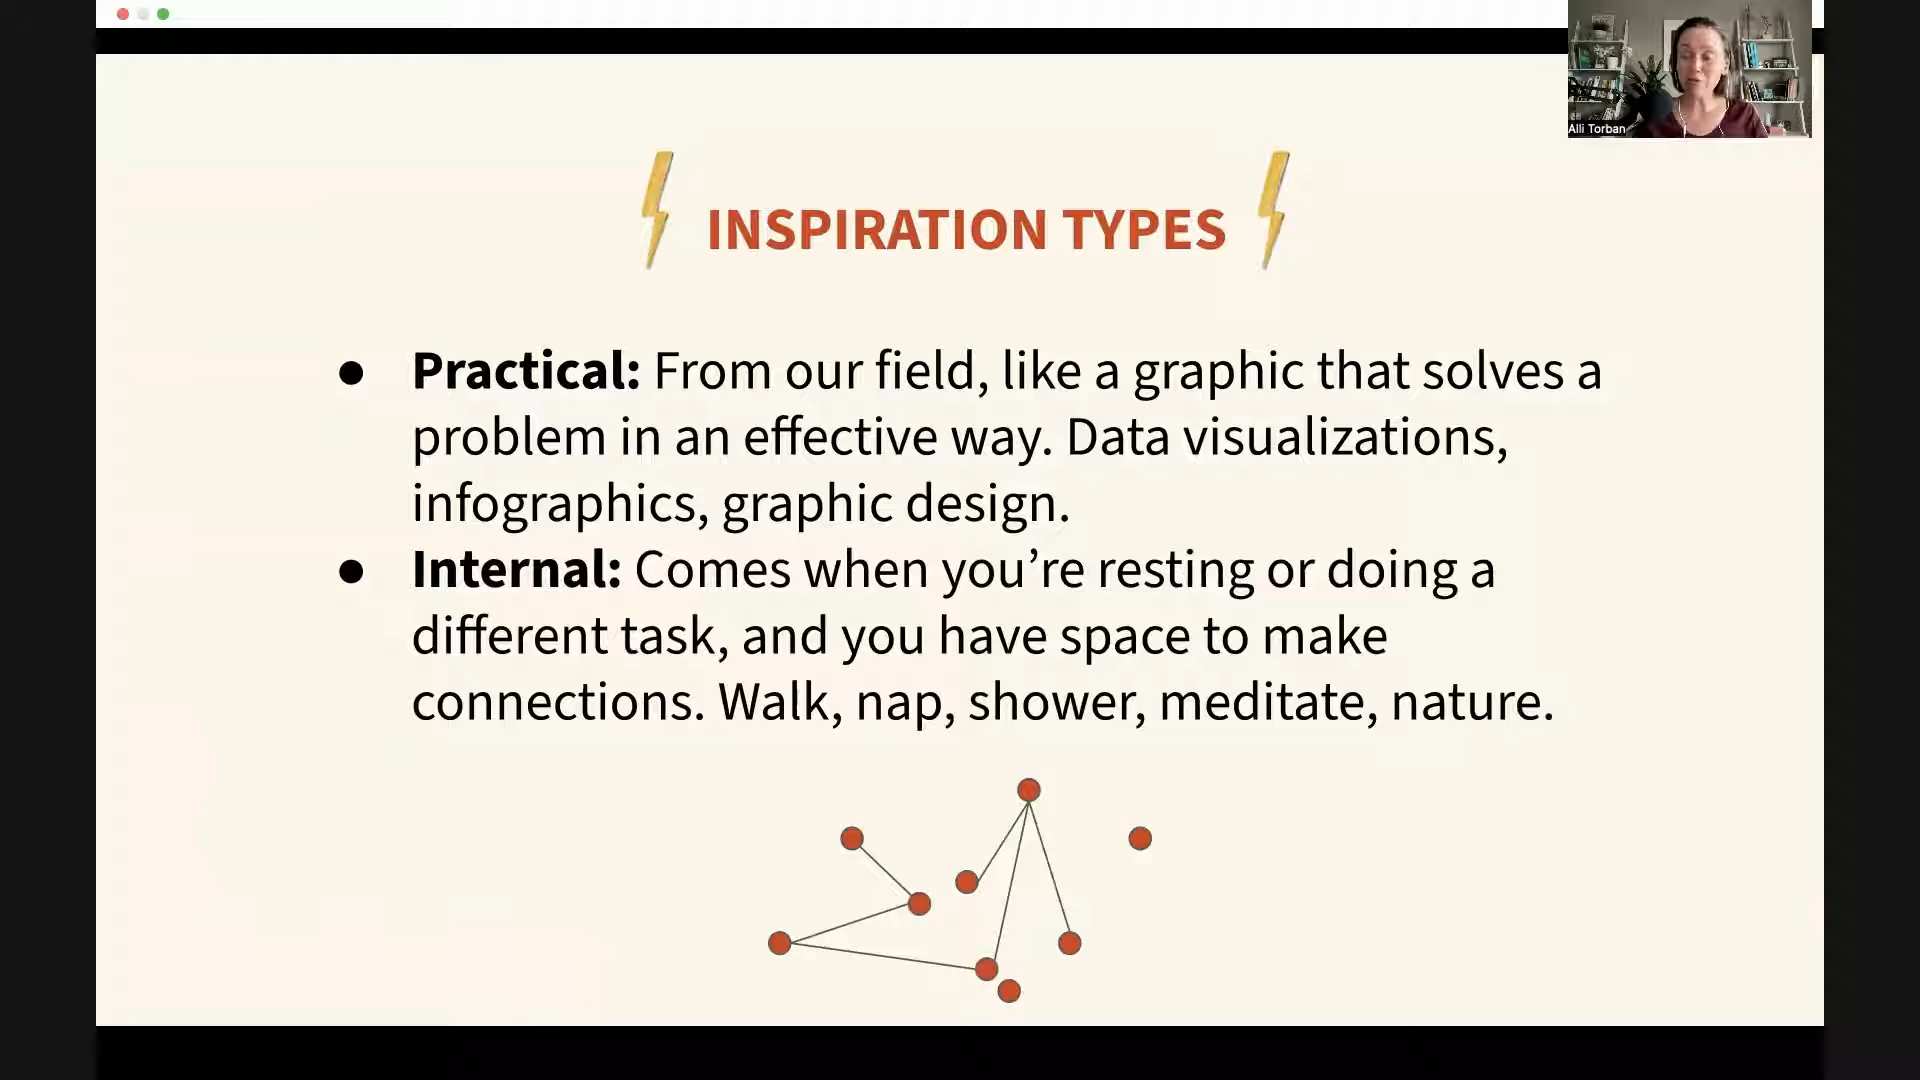 Alli Torban
INSPIRATION TYPES
● Practical: From our field, like a graphic that solves a
problem in an effective way. Data visualizations,
infographics, graphic design.
● Internal: Comes when you’re resting or doing a
different task, and you have space to make
connections. Walk, nap, shower, meditate, nature.